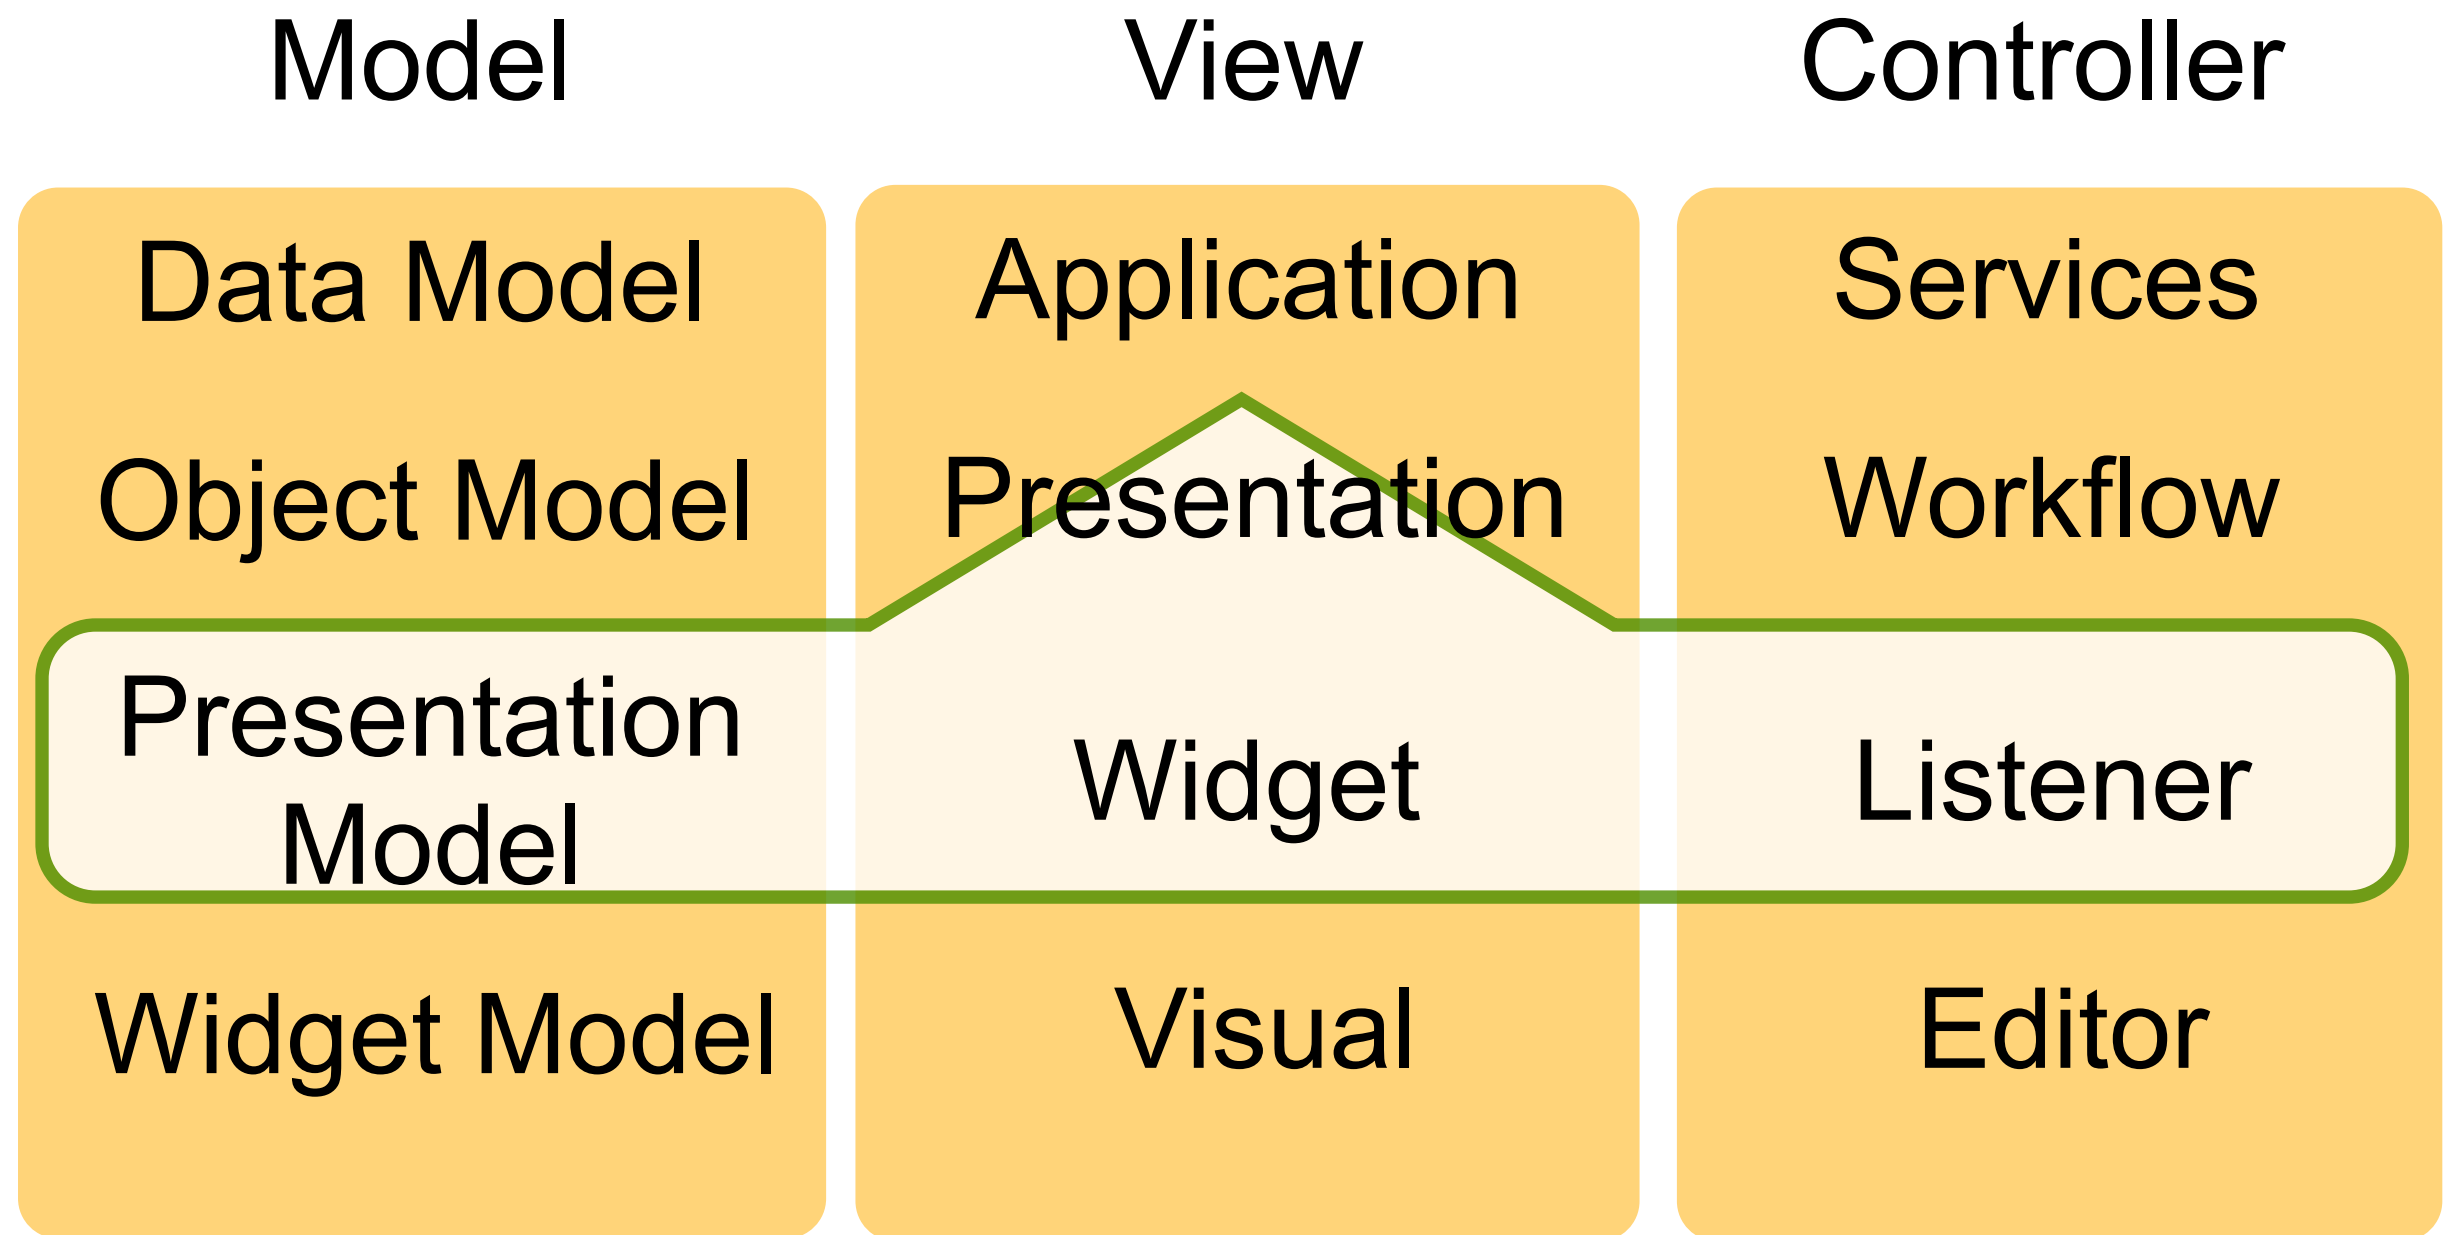 Model View Controller
Data Model Application Services
Object Model Presentation Workflow
Presentation
Model
Widget Listener
Widget Model Visual Editor